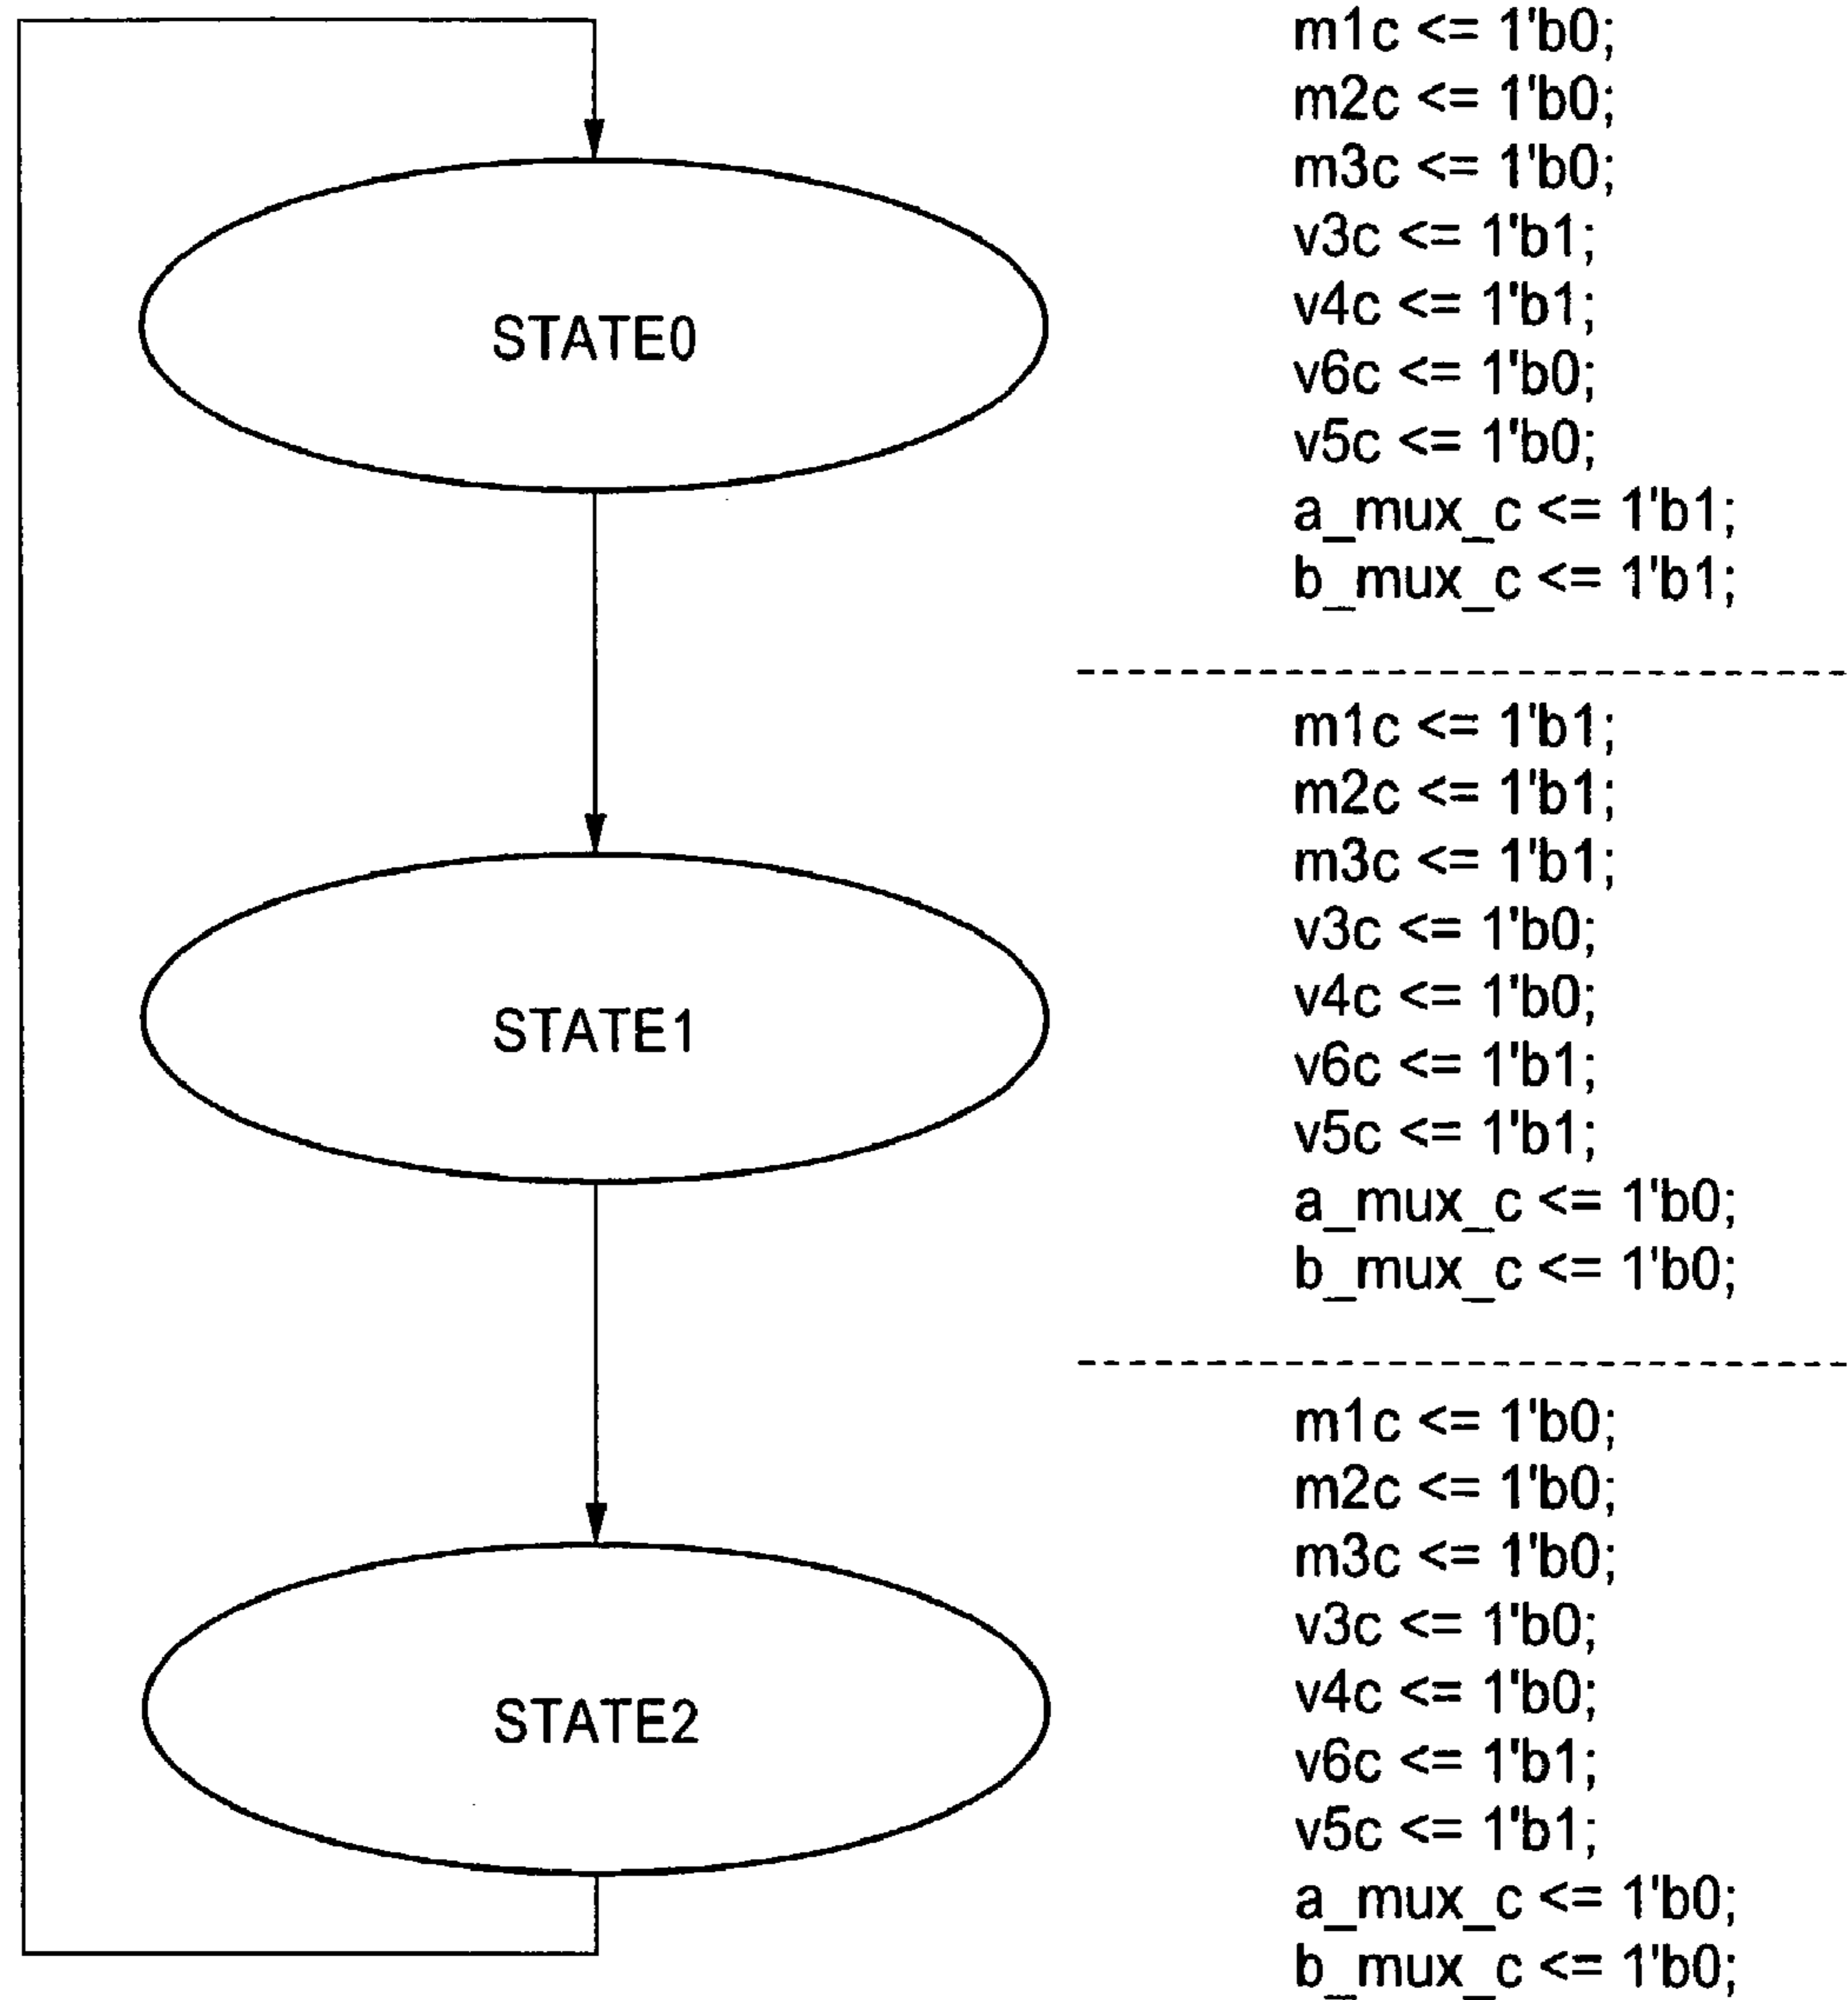 m1c <= 1'b0;
m2c <= 1'b0;
m3c <= 1'b0;
v3c <= 1'b1;
v4c <= 1'b1;
v6c <= 1'b0;
v5c <= 1'b0;
a_mux_c <= 1'b1;
b_mux_c <= 1'b1;
STATE0
m1c <= 1'b1;
m2c <= 1'b1;
m3c <= 1'b1;
v3c <= 1'b0;
v4c <= 1'b0;
v6c <= 1'b1;
v5c <= 1'b1;
a_mux_c <= 1'b0;
b_mux_c <= 1'b0;
STATE1
m1c <= 1'b0;
m2c <= 1'b0;
m3c <= 1'b0;
v3c <= 1'b0;
v4c <= 1'b0;
v6c <= 1'b1;
v5c <= 1'b1;
a_mux_c <= 1'b0;
b_mux_c <= 1'b0;
STATE2